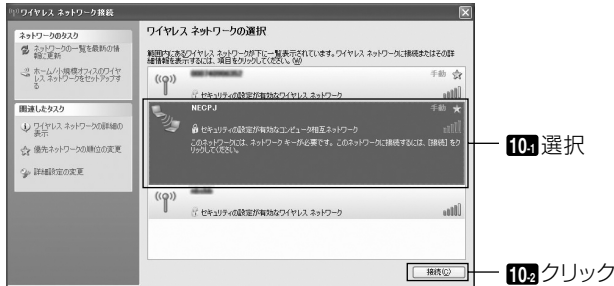 ワイヤレス ネットワーク接続
ネットワークのタスク
ネットワークの一覧を最新の情
報に更新
ホーム/小規模オフィスのワイヤ
レス ネットワークをセットアップす
る
関連したタスク
ワイヤレス ネットワークの詳細の
表示
優先ネットワークの順位の変更
詳細設定の変更
ワイヤレス ネットワークの選択
範囲内にあるワイヤレス ネットワークが下に一覧表示されています。ワイヤレス ネットワークに接続またはその詳
細情報を表示するには、項目をクリックしてください。(W)
手動
セキュリティの設定が有効なワイヤレス ネットワーク
NECPJ
手動
セキュリティの設定が有効なコンピュータ相互ネットワーク
このネットワークには、ネットワーク キーが必要です。このネットワークに接続するには、[接続] をク
リックしてください。
セキュリティの設定が有効なワイヤレス ネットワーク
接続(C)
10-1 選択
10-2 クリック